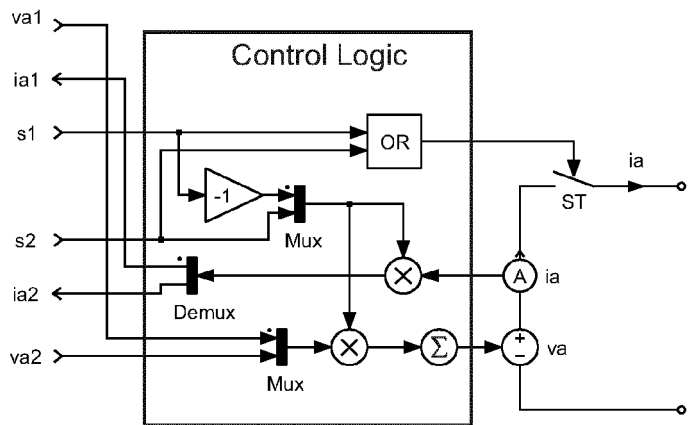 va1
Control Logic
ia1
s1
OR
ia
-1
ST
s2
Mux
A
ia
ia2
Demux
va2
Σ
+
−
va
Mux